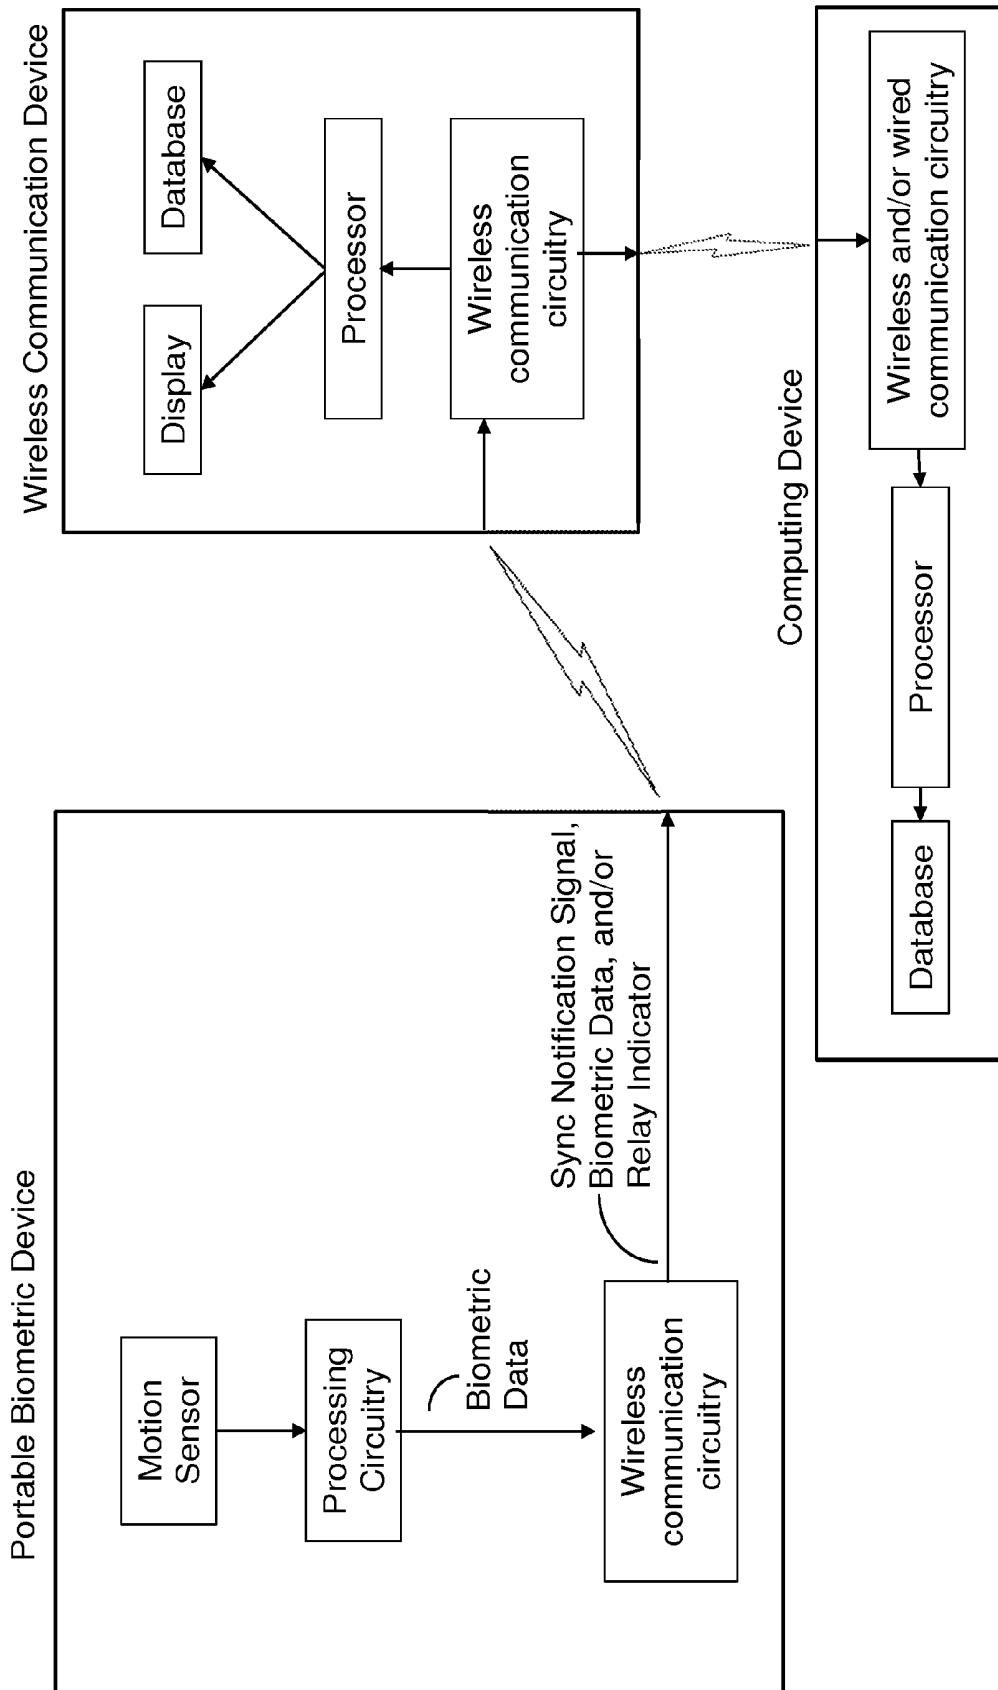 Portable Biometric Device
Motion
Sensor
Processing
Circuitry
Biometric
Data
Wireless
communication
circuitry
Sync Notification Signal,
Biometric Data, and/or
Relay Indicator
Wireless Communication Device
Display
Database
Processor
Wireless
communication
circuitry
Computing Device
Database
Processor
Wireless and/or wired
communication circuitry